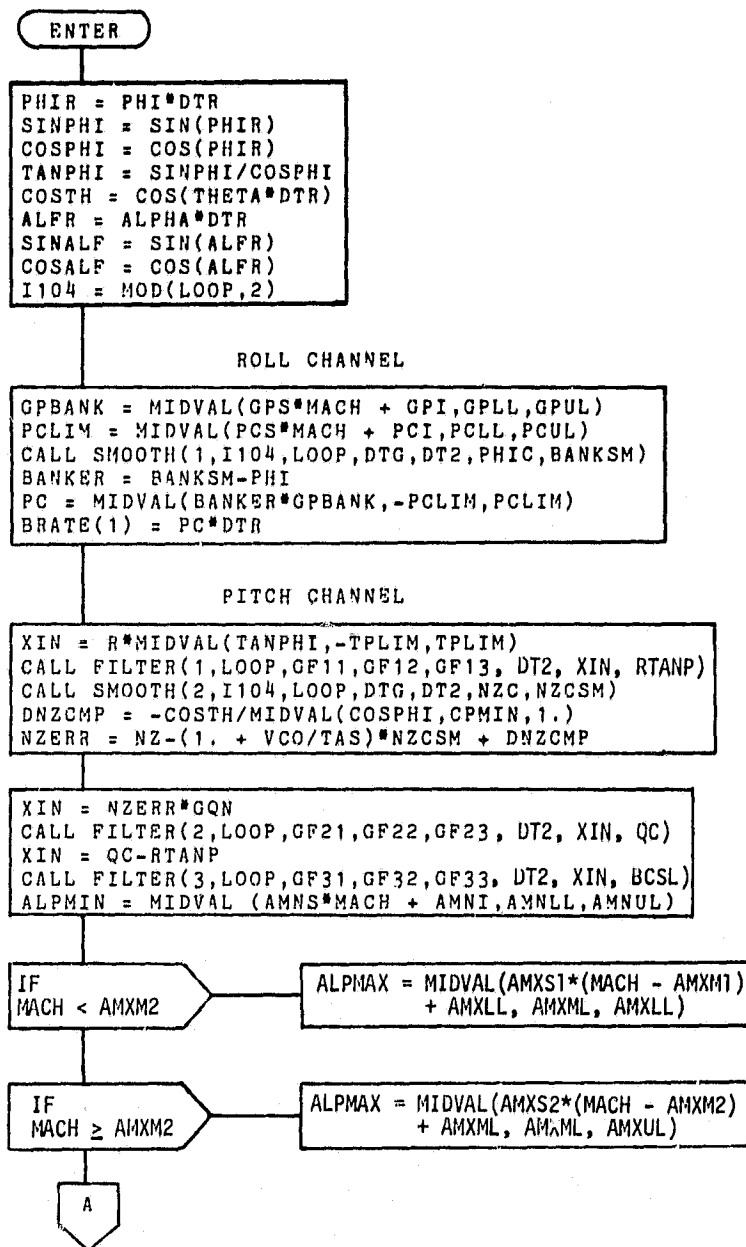 ENTER
PHIR = PHI*DTR
SINPHI = SIN(PHIR)
COSPHI = COS(PHIR)
TANPHI = SINPHI/COSPHI
COSTH = COS(THETA*DTR)
ALFR = ALPHA*DTR
SINALF = SIN(ALFR)
COSALF = COS(ALFR)
I104 = MOD(LOOP,2)
ROLL CHANNEL
GPBANK = MIDVAL(GPS*MACH + GPI,GPLL,GPUL)
PCLIM = MIDVAL(PCS*MACH + PCI,PCLL,PCUL)
CALL SMOOTH(1,I104,LOOP,DTG,DT2,PHIC,BANKSM)
BANKER = BANKSM-PHI
PC = MIDVAL(BANKER*GPBANK,-PCLIM,PCLIM)
BRATE(1) = PC*DTR
PITCH CHANNEL
XIN = R*MIDVAL(TANPHI,-TPLIM,TPLIM)
CALL FILTER(1,LOOP,GF11,GF12,GF13, DT2, XIN, RTANP)
CALL SMOOTH(2,I104,LOOP,DTG,DT2,NZC,NZCSM)
DNZCMP = -COSTH/MIDVAL(COSPHI,CPMIN,1.)
NZERR = NZ-(1. + VCO/TAS)*NZCSM + DNZCMP
XIN = NZERR*GQN
CALL FILTER(2,LOOP,GF21,GF22,GF23, DT2, XIN, QC)
XIN = QC-RTANP
CALL FILTER(3,LOOP,GF31,GF32,GF33, DT2, XIN, BCSL)
ALPMIN = MIDVAL (AMNS*MACH + AMNI,AMNLL,AMNUL)
IF
MACH < AMXM2
ALPMAX = MIDVAL(AMXS1*(MACH - AMXM1)
+ AMXLL, AMXML, AMXLL)
IF
MACH ≥ AMXM2
ALPMAX = MIDVAL(AMXS2*(MACH - AMXM2)
+ AMXML, AMXML, AMXUL)
A